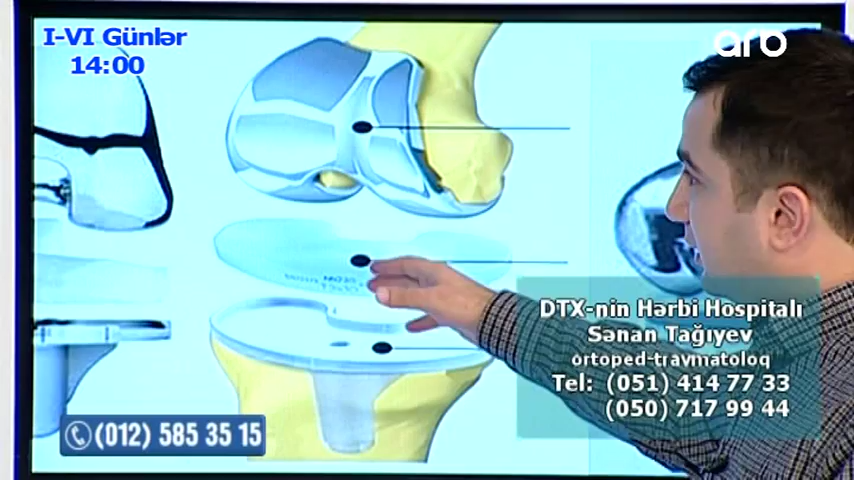 I-VI Günlər
14:00
arb
DTX-nin Hərbi Hospitalı
Sənan Tağıyev
ortoped-travmatoloq
Tel: (051) 414 77 33
(050) 717 99 44
(012) 585 35 15